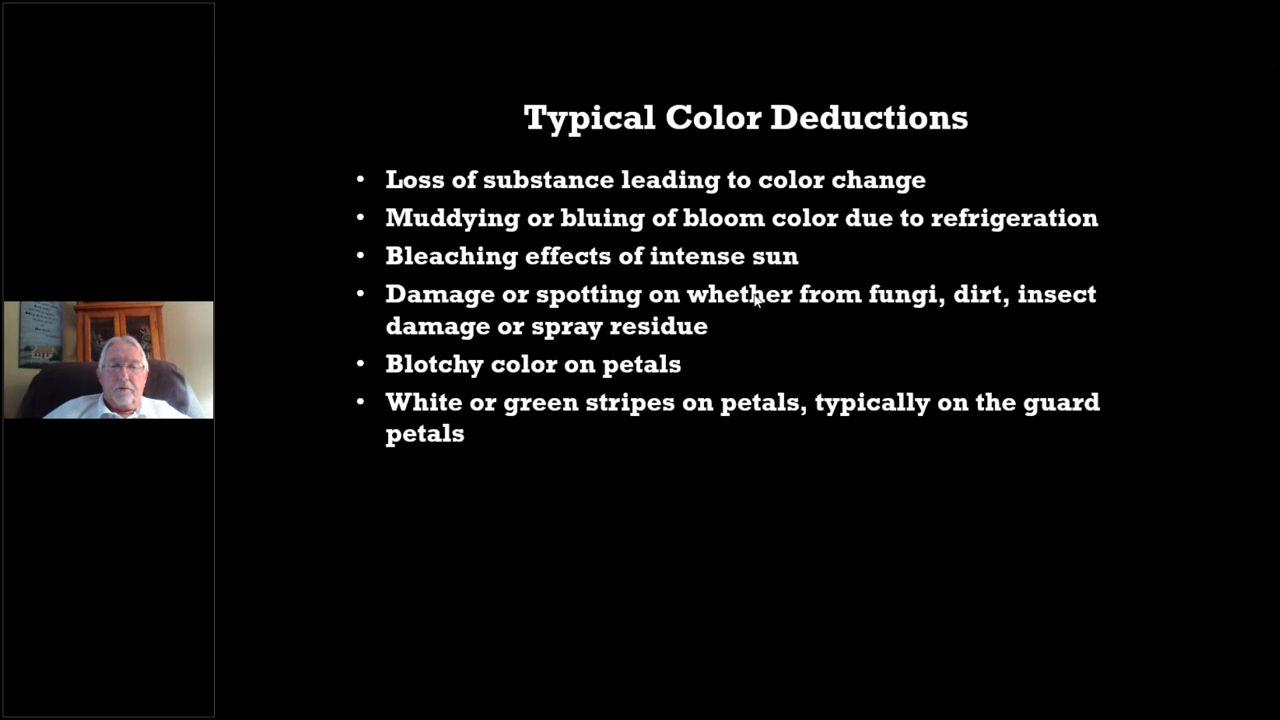 Typical Color Deductions
• Loss of substance leading to color change
• Muddying or bluing of bloom color due to refrigeration
• Bleaching effects of intense sun
• Damage or spotting on whether from fungi, dirt, insect
damage or spray residue
• Blotchy color on petals
• White or green stripes on petals, typically on the guard
petals